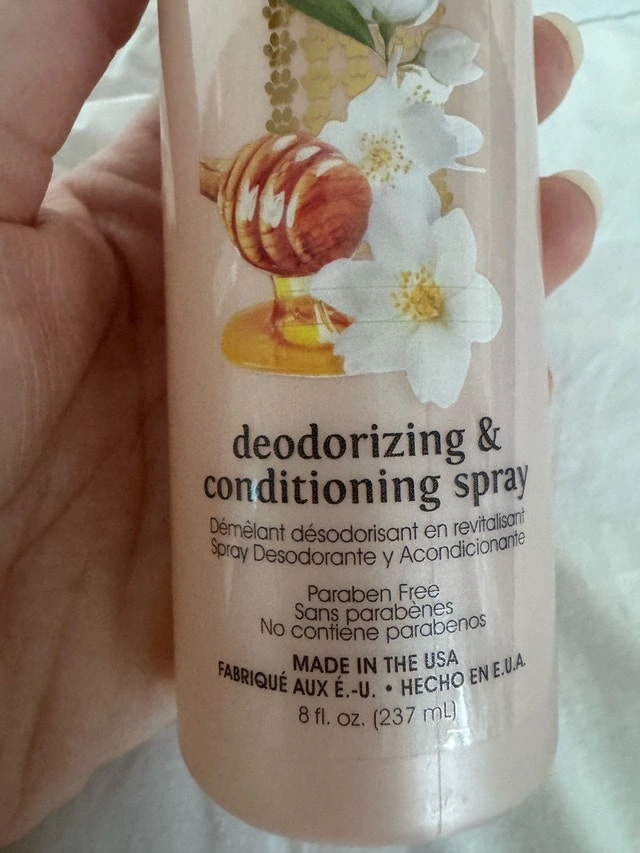 deodorizing &
conditioning spray
Démêlant désodorisant en revitalisant
Spray Desodorante y Acondicionante
Paraben Free
Sans parabènes
No contiene parabenos
MADE IN THE USA
FABRIQUÉ AUX É.-U. • HECHO EN E.U.A.
8 fl. oz. (237 mL)